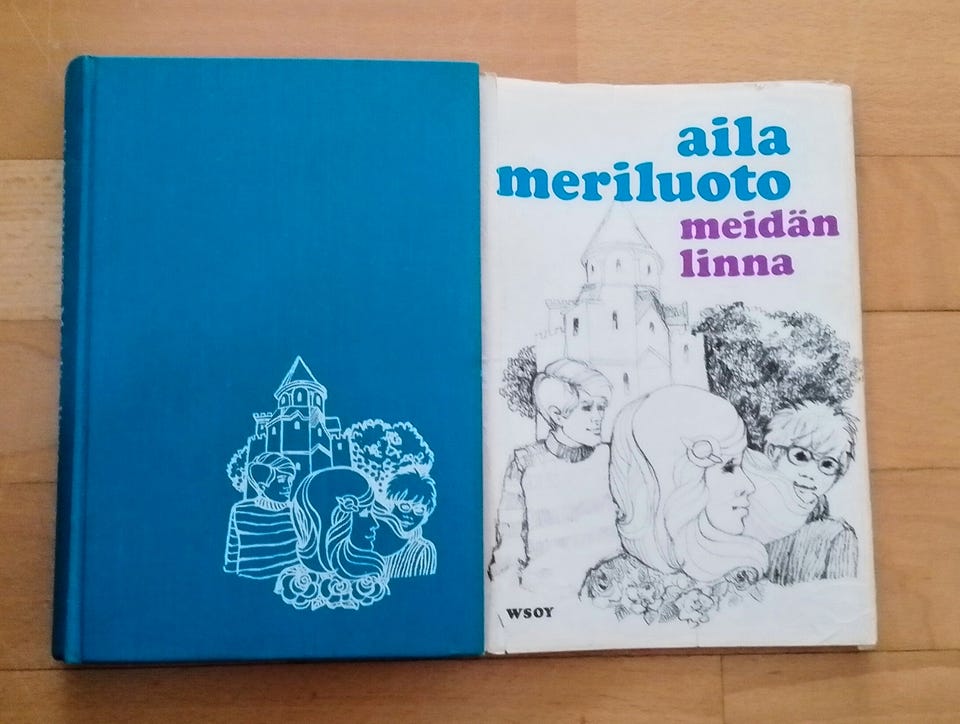 aila
meriluoto
meidän
linna
WSOY